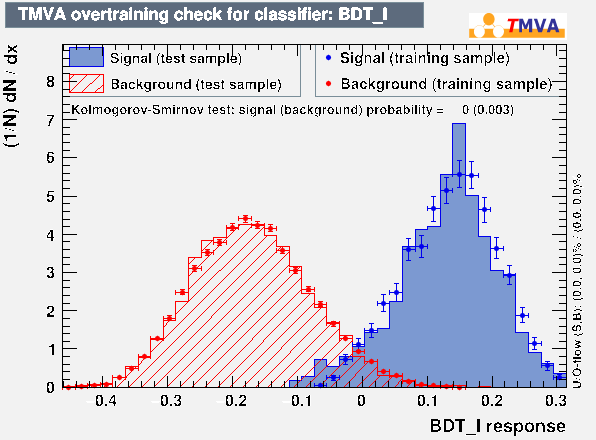 TMVA overtraining check for classifier: BDT_I
TMVA
Signal (test sample)
Background (test sample)
Signal (training sample)
Background (training sample)
Kolmogorov-Smirnov test: signal (background) probability = 0 (0.003)
(1/N) dN / dx
8
7
6
5
4
3
2
1
0
-0.4 -0.3 -0.2 -0.1 0 0.1 0.2 0.3
BDT_I response
U/O-flow (S,B): (0.0, 0.0)% / (0.0, 0.0)%